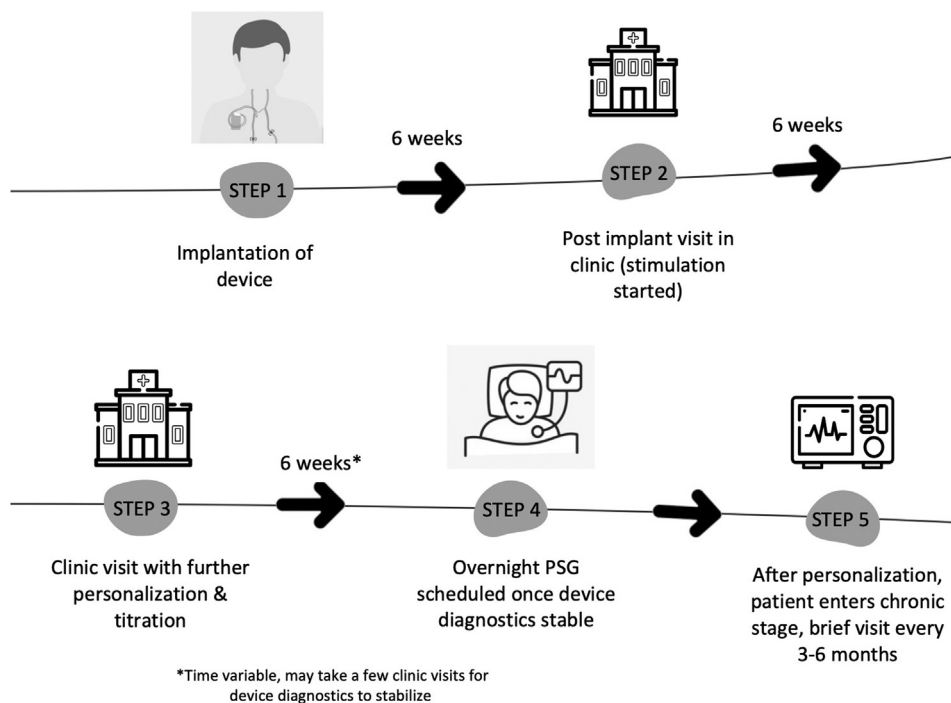 6 weeks
6 weeks
STEP 1
STEP 2
Implantation of
device
Post implant visit in
clinic (stimulation
started)
6 weeks*
STEP 3
STEP 4
STEP 5
Clinic visit with further
personalization &
titration
Overnight PSG
scheduled once device
diagnostics stable
After personalization,
patient enters chronic
stage, brief visit every
3-6 months
*Time variable, may take a few clinic visits for
device diagnostics to stabilize